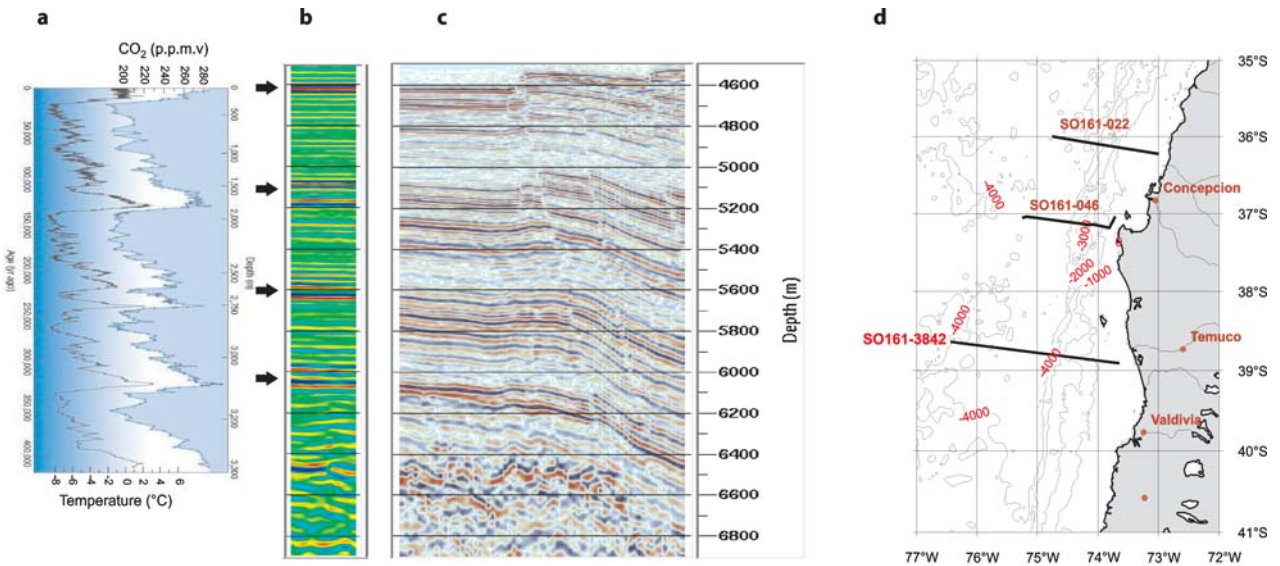 a
b
c
d
CO2 (p.p.m.v)
200
220
240
260
280
0
50,000
100,000
150,000
200,000
250,000
300,000
350,000
400,000
Age (yr ago)
0
500
1,000
1,500
2,000
2,500
2,750
3,000
3,200
3,300
Depth (m)
-8
-6
-4
-2
0
2
4
6
Temperature (°C)
4600
4800
5000
5200
5400
5600
5800
6000
6200
6400
6600
6800
Depth (m)
35°S
36°S
37°S
38°S
39°S
40°S
41°S
SO161-022
Concepcion
-4000
SO161-046
-3000
-2000
-1000
-4000
SO161-3842
Temuco
-4000
-4000
Valdivia
77°W
76°W
75°W
74°W
73°W
72°W